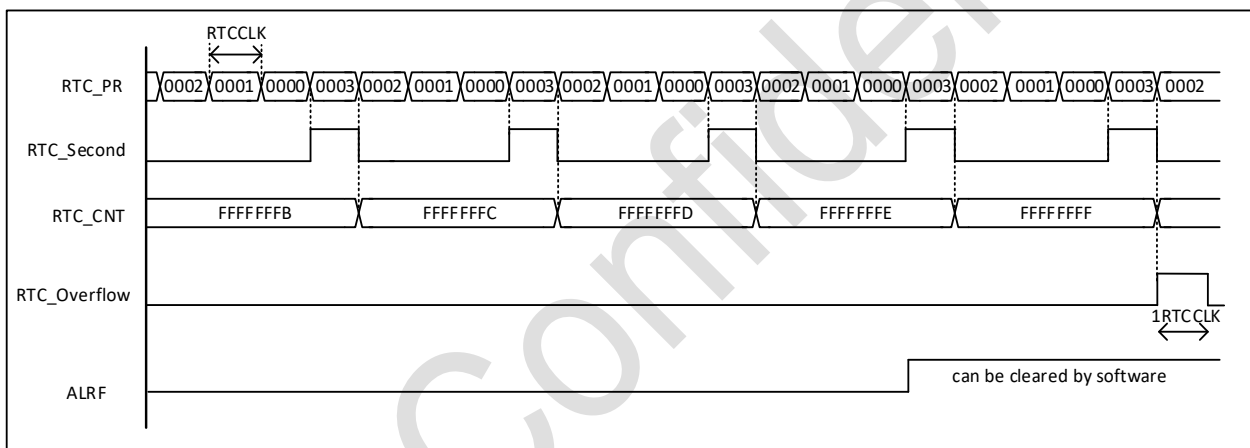 RTCCLK
RTC_PR 0002 0001 0000 0003 0002 0001 0000 0003 0002 0001 0000 0003 0002 0001 0000 0003 0002 0001 0000 0003 0002
RTC_Second
RTC_CNT FFFFFFFB FFFFFFFC FFFFFFFD FFFFFFFE FFFFFFFF
RTC_Overflow
1RTCCLK
ALRF can be cleared by software
Confiden